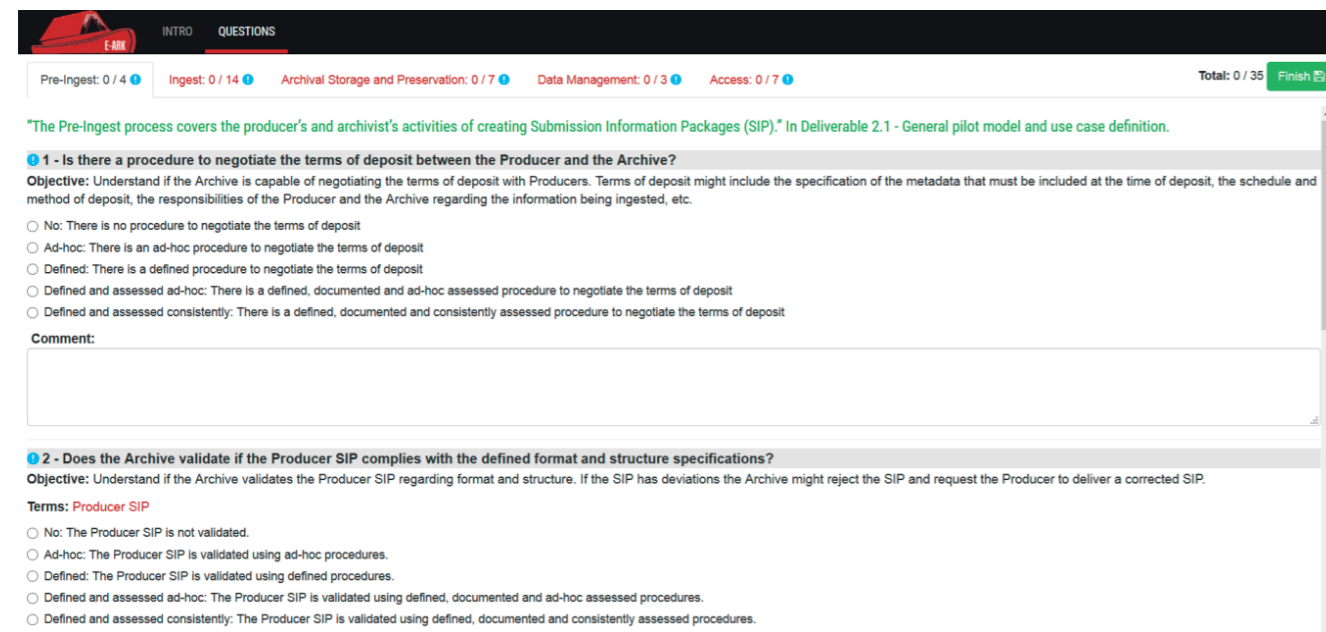 E-ARK
INTRO QUESTIONS
Pre-Ingest: 0 / 4 Ingest: 0 / 14 Archival Storage and Preservation: 0 / 7 Data Management: 0 / 3 Access: 0 / 7 Total: 0 / 35 Finish
"The Pre-Ingest process covers the producer's and archivist's activities of creating Submission Information Packages (SIP)." In Deliverable 2.1 - General pilot model and use case definition.
1 - Is there a procedure to negotiate the terms of deposit between the Producer and the Archive?
Objective: Understand if the Archive is capable of negotiating the terms of deposit with Producers. Terms of deposit might include the specification of the metadata that must be included at the time of deposit, the schedule and
method of deposit, the responsibilities of the Producer and the Archive regarding the information being ingested, etc.
No: There is no procedure to negotiate the terms of deposit
Ad-hoc: There is an ad-hoc procedure to negotiate the terms of deposit
Defined: There is a defined procedure to negotiate the terms of deposit
Defined and assessed ad-hoc: There is a defined, documented and ad-hoc assessed procedure to negotiate the terms of deposit
Defined and assessed consistently: There is a defined, documented and consistently assessed procedure to negotiate the terms of deposit
Comment:
2 - Does the Archive validate if the Producer SIP complies with the defined format and structure specifications?
Objective: Understand if the Archive validates the Producer SIP regarding format and structure. If the SIP has deviations the Archive might reject the SIP and request the Producer to deliver a corrected SIP.
Terms: Producer SIP
No: The Producer SIP is not validated.
Ad-hoc: The Producer SIP is validated using ad-hoc procedures.
Defined: The Producer SIP is validated using defined procedures.
Defined and assessed ad-hoc: The Producer SIP is validated using defined, documented and ad-hoc assessed procedures.
Defined and assessed consistently: The Producer SIP is validated using defined, documented and consistently assessed procedures.